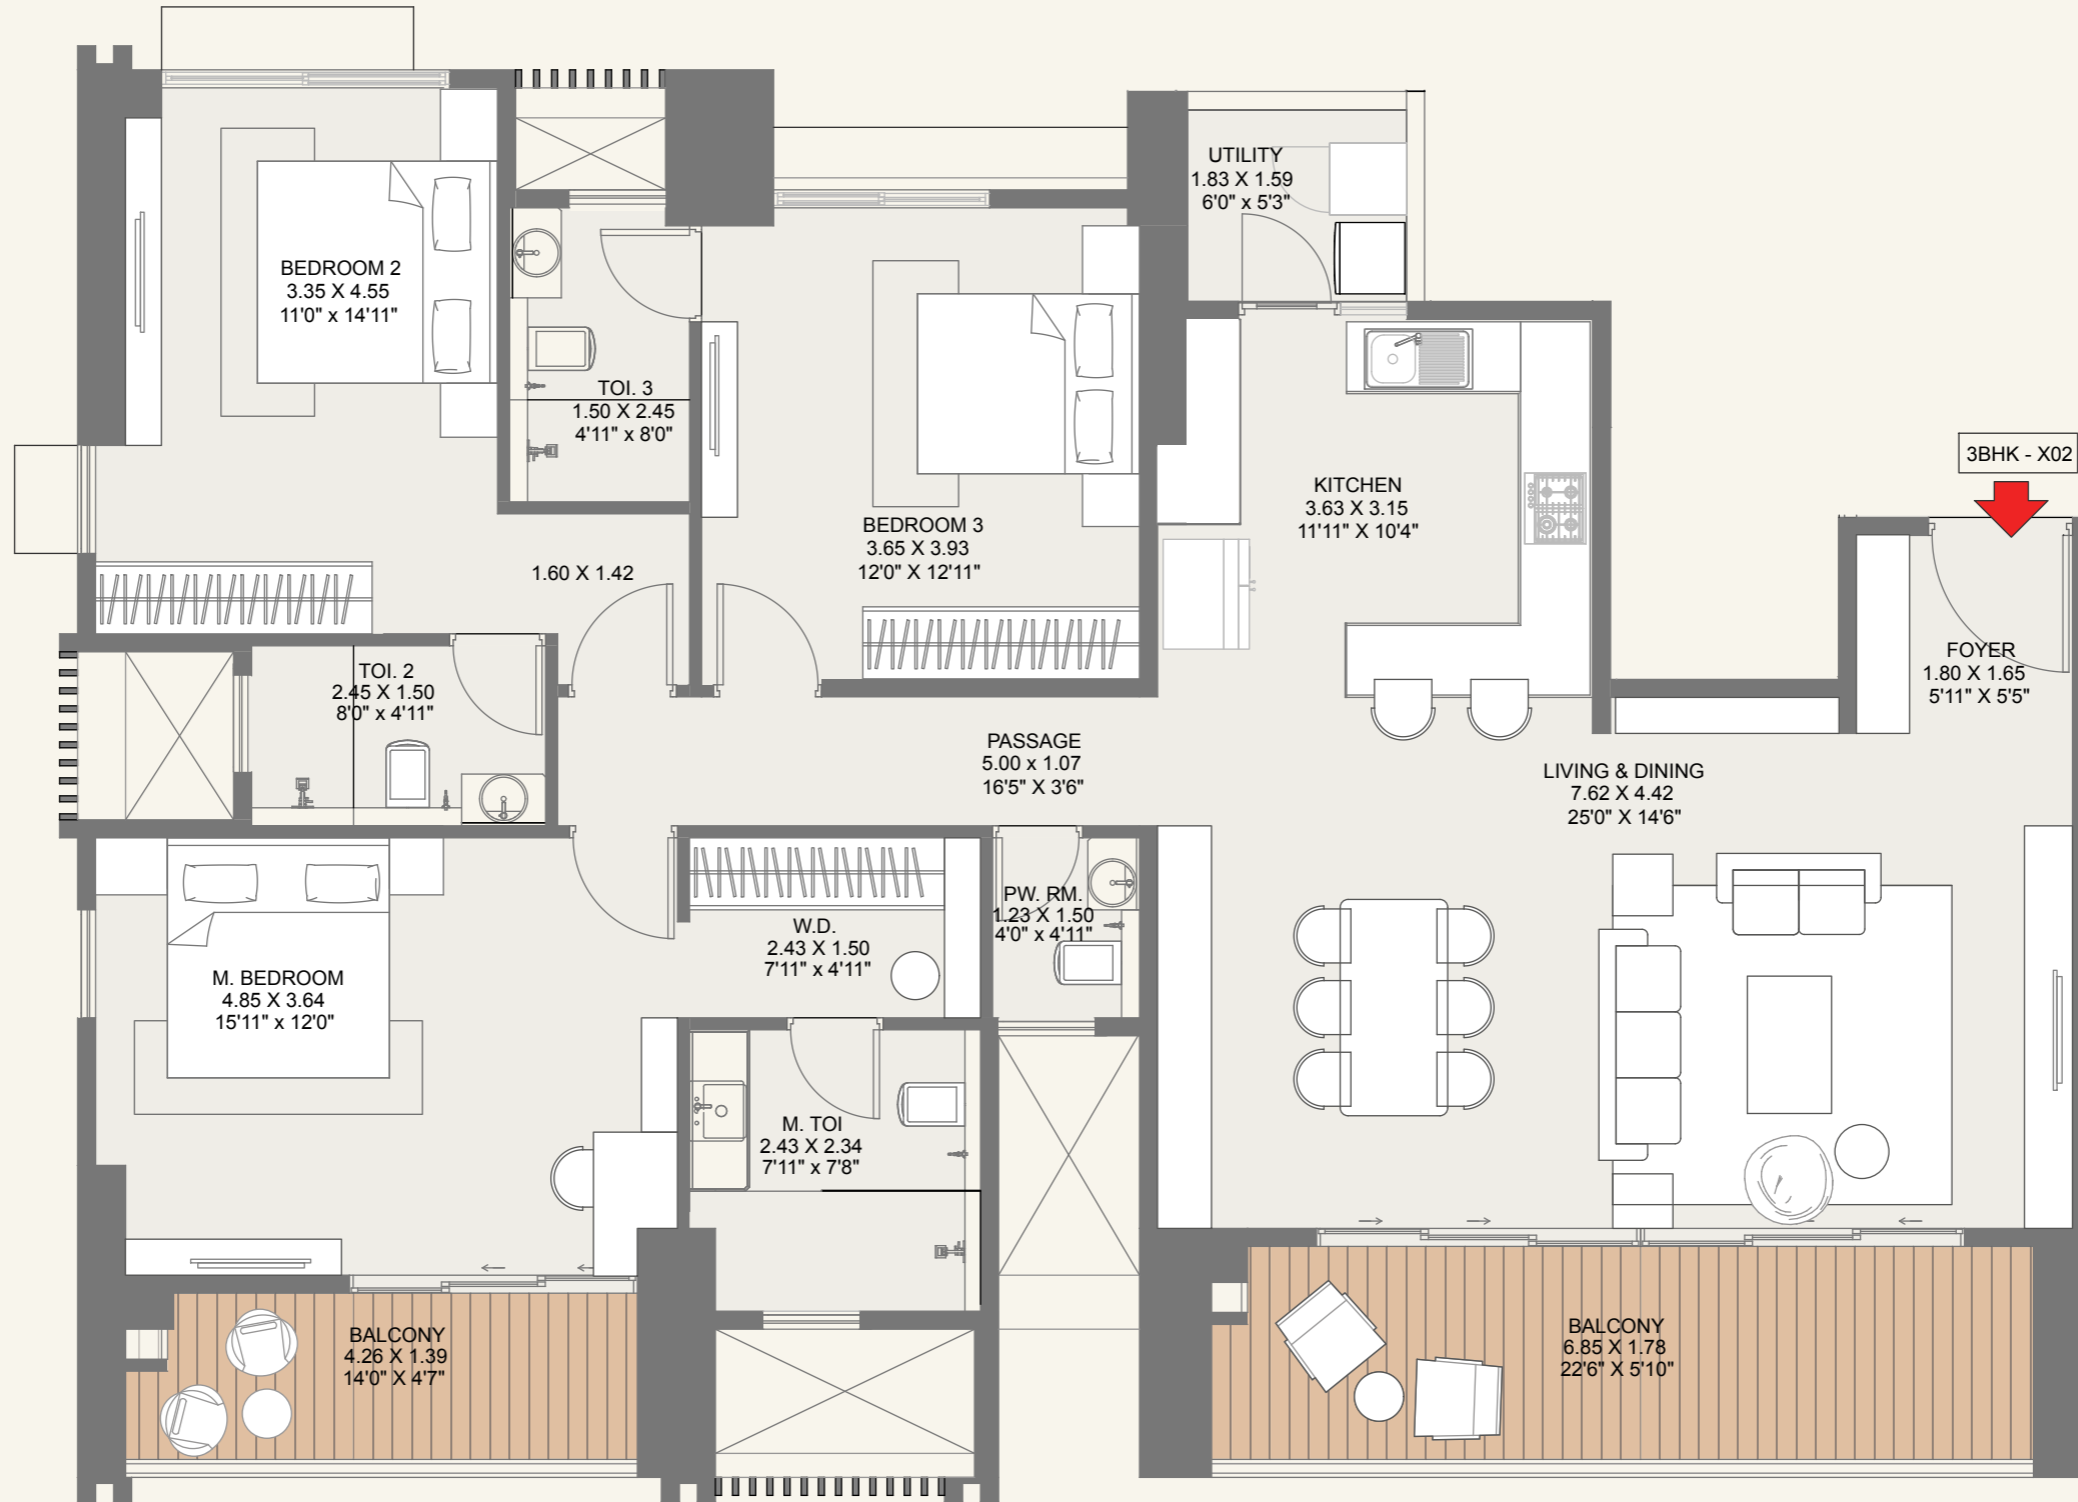 UTILITY
1.83 X 1.59
6'0" x 5'3"
BEDROOM 2
3.35 X 4.55
11'0" x 14'11"
TOI. 3
1.50 X 2.45
4'11" x 8'0"
3BHK - X02
KITCHEN
3.63 X 3.15
11'11" X 10'4"
BEDROOM 3
3.65 X 3.93
12'0" X 12'11"
1.60 X 1.42
FOYER
1.80 X 1.65
5'11" X 5'5"
TOI. 2
2.45 X 1.50
8'0" x 4'11"
PASSAGE
5.00 x 1.07
16'5" X 3'6"
LIVING & DINING
7.62 X 4.42
25'0" X 14'6"
PW. RM.
1.23 X 1.50
4'0" x 4'11"
W.D.
2.43 X 1.50
7'11" x 4'11"
M. BEDROOM
4.85 X 3.64
15'11" x 12'0"
M. TOI
2.43 X 2.34
7'11" x 7'8"
BALCONY
4.26 X 1.39
14'0" X 4'7"
BALCONY
6.85 X 1.78
22'6" X 5'10"